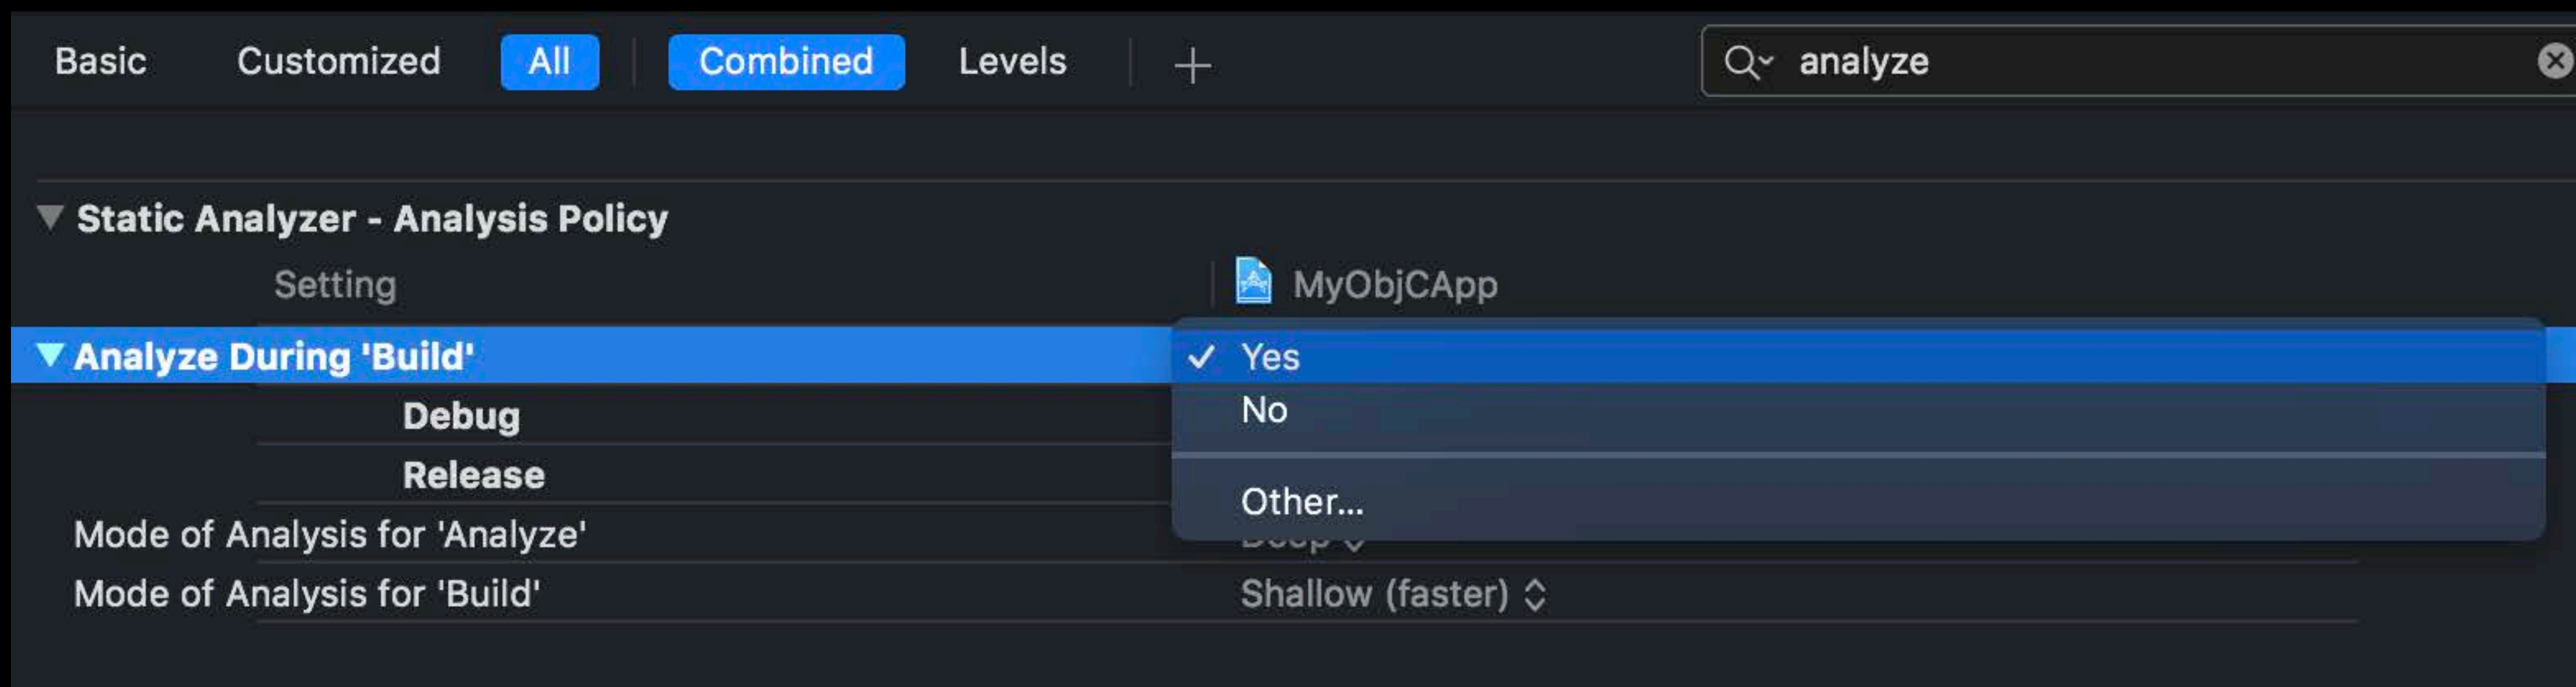 Basic Customized All Combined Levels + analyze
Static Analyzer - Analysis Policy
Setting MyObjCApp
Analyze During 'Build' ✓ Yes
Debug No
Release
Other...
Mode of Analysis for 'Analyze'
Mode of Analysis for 'Build' Shallow (faster)